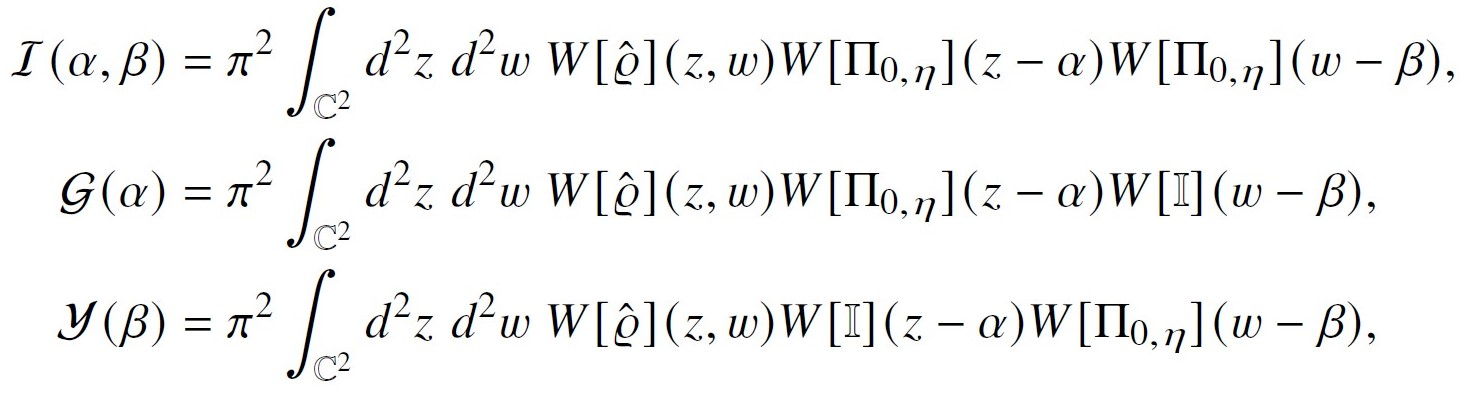 ℐ(α, β) = π² ∫_{ℂ²} d²z d²w W[ϱ̂](z, w)W[Π_{0,η}](z − α)W[Π_{0,η}](w − β),
𝒢(α) = π² ∫_{ℂ²} d²z d²w W[ϱ̂](z, w)W[Π_{0,η}](z − α)W[𝕀](w − β),
𝒴(β) = π² ∫_{ℂ²} d²z d²w W[ϱ̂](z, w)W[𝕀](z − α)W[Π_{0,η}](w − β),